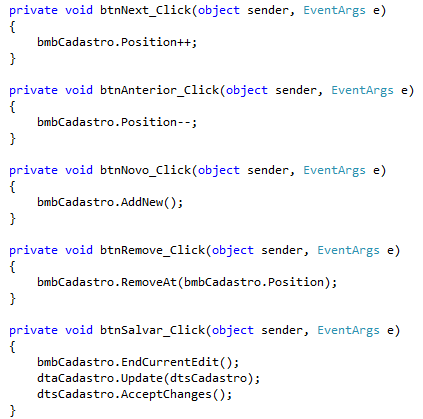 private void btnNext_Click(object sender, EventArgs e)
{
    bmbCadastro.Position++;
}
private void btnAnterior_Click(object sender, EventArgs e)
{
    bmbCadastro.Position--;
}
private void btnNovo_Click(object sender, EventArgs e)
{
    bmbCadastro.AddNew();
}
private void btnRemove_Click(object sender, EventArgs e)
{
    bmbCadastro.RemoveAt(bmbCadastro.Position);
}
private void btnSalvar_Click(object sender, EventArgs e)
{
    bmbCadastro.EndCurrentEdit();
    dtaCadastro.Update(dtsCadastro);
    dtsCadastro.AcceptChanges();
}